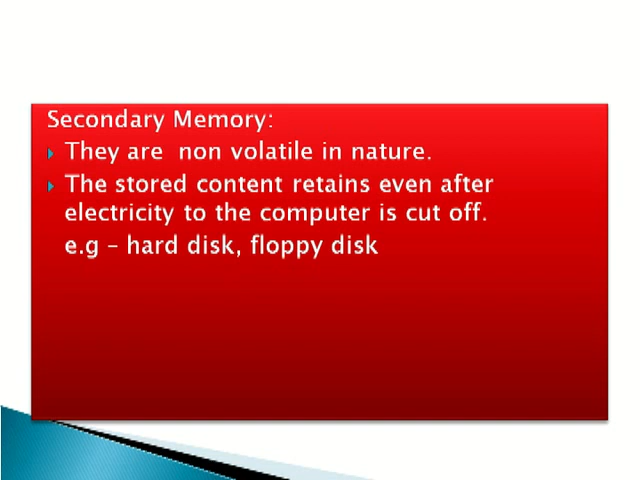 Secondary Memory:
They are  non volatile in nature.
The stored content retains even after
electricity to the computer is cut off.
e.g – hard disk, floppy disk